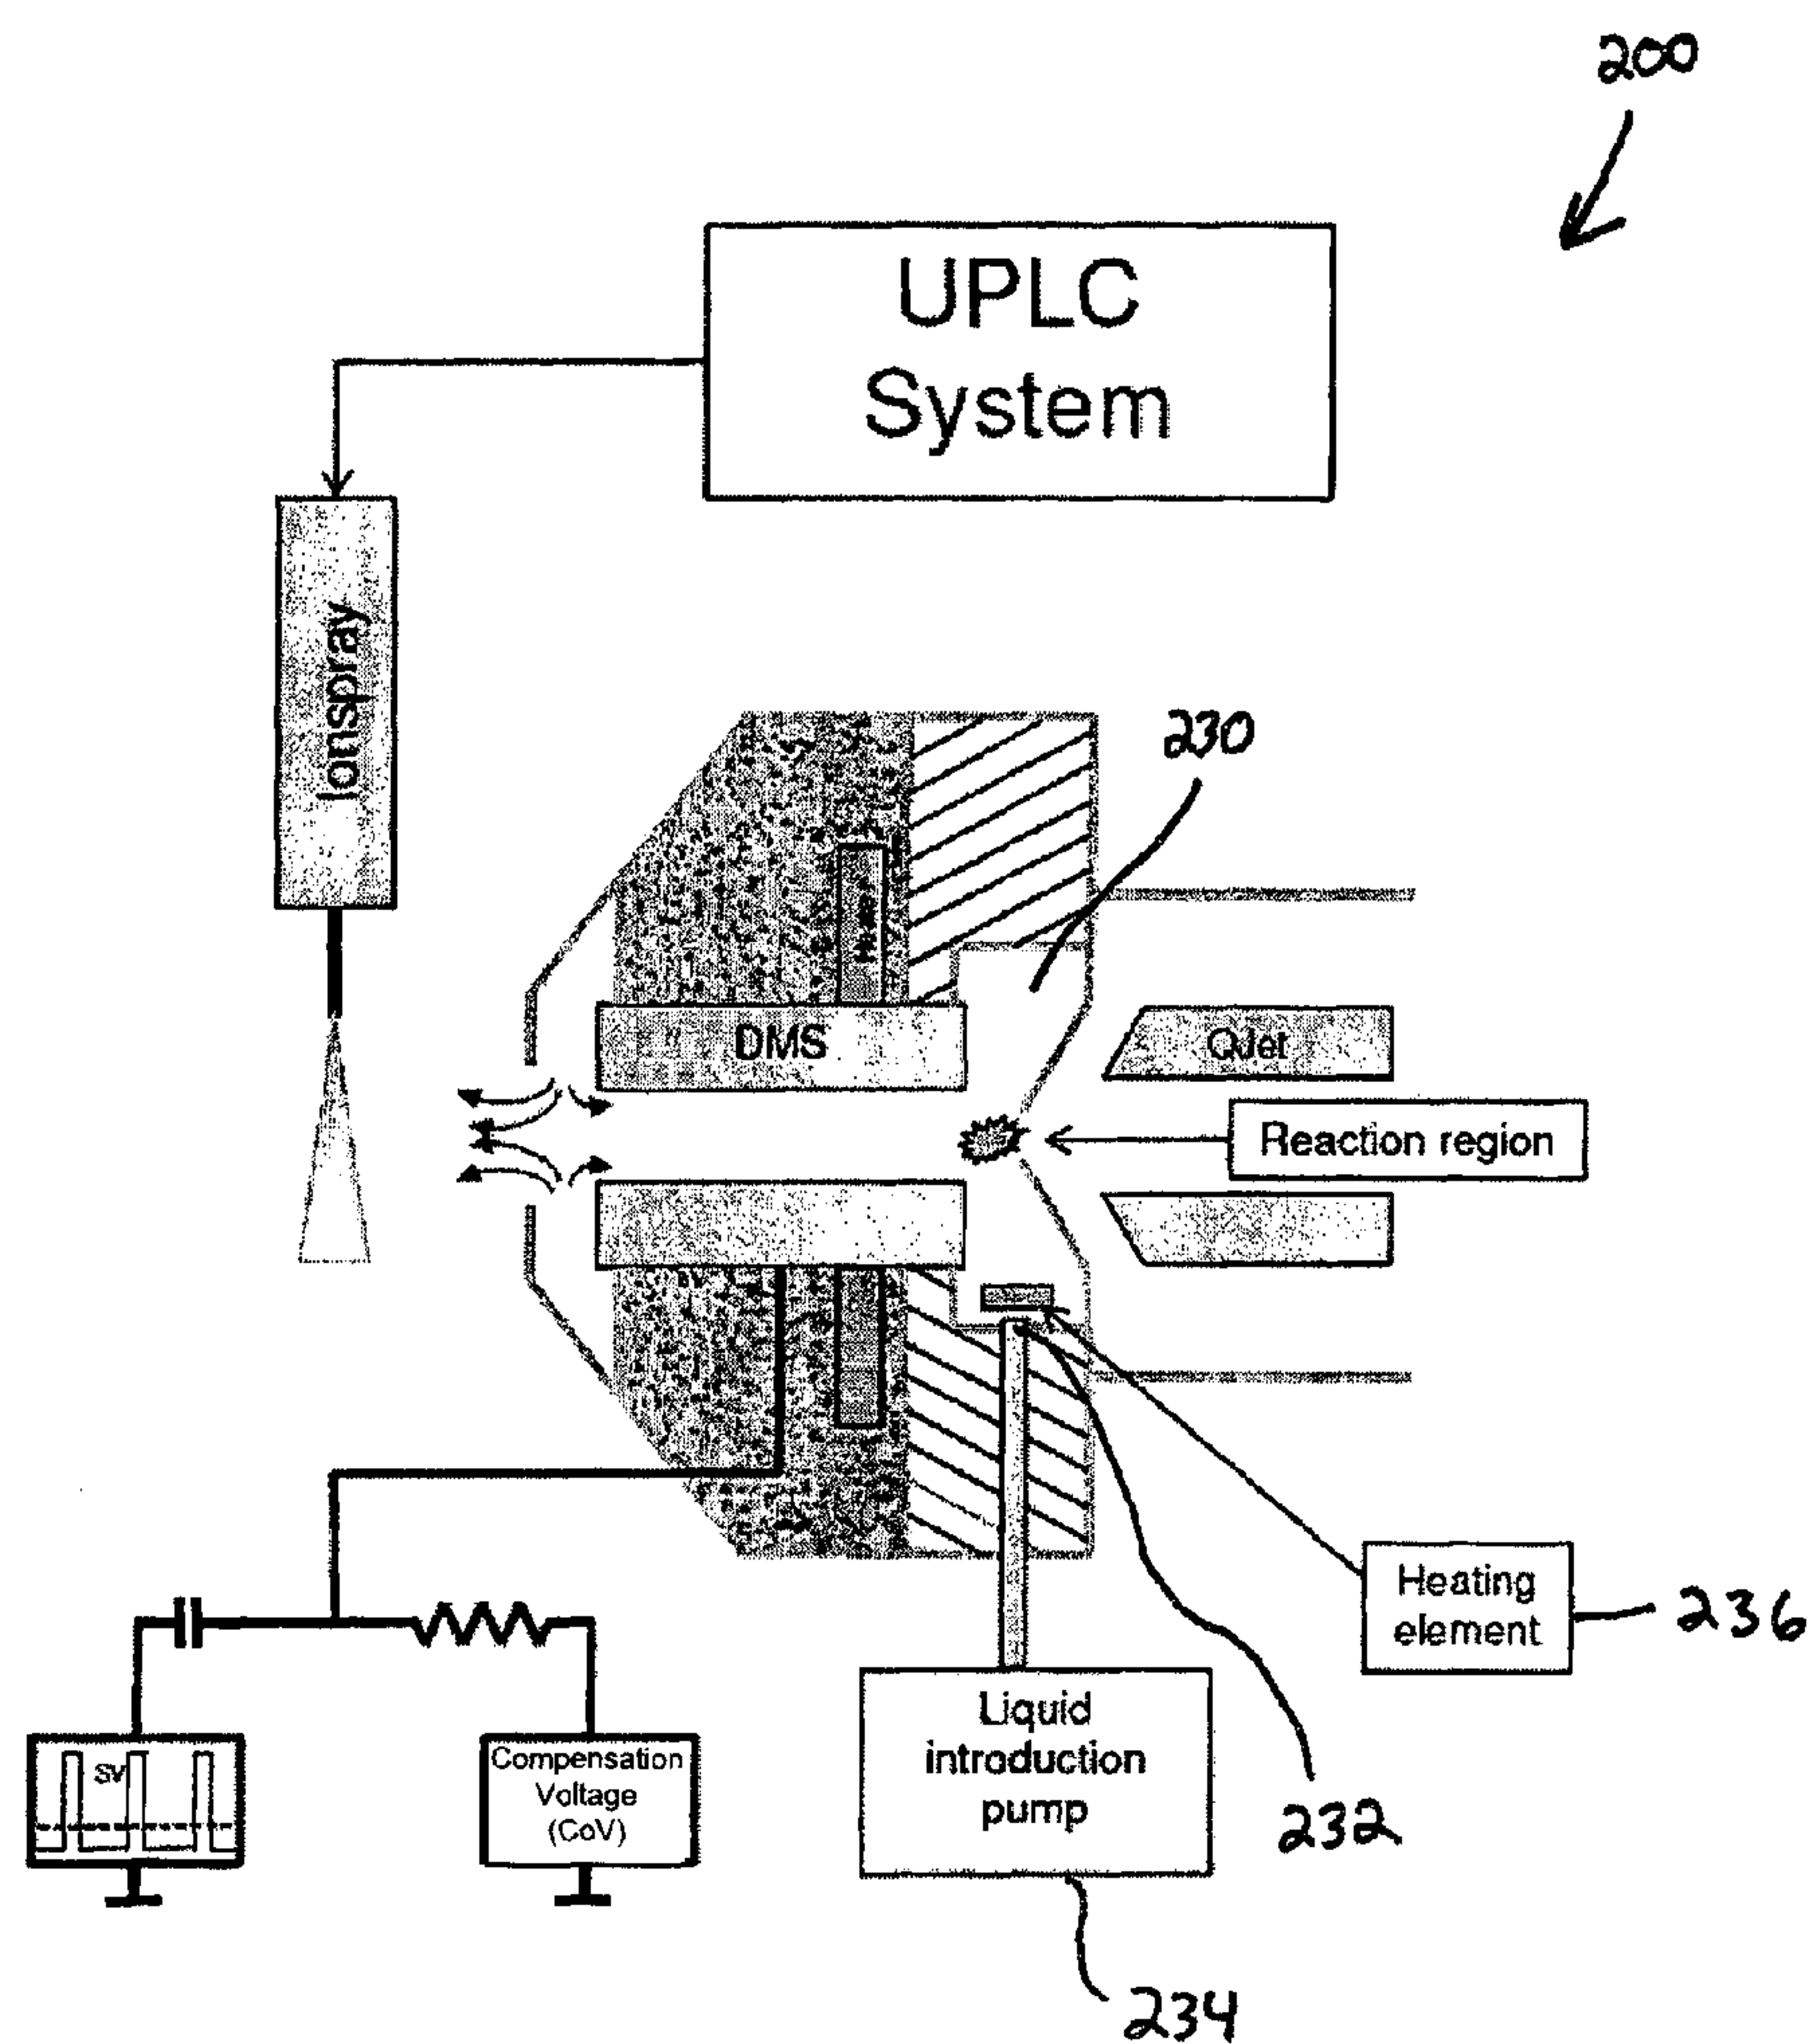 200
UPLC
System
Ionspray
230
Heater
DMS
QJet
Reaction region
Heating
element
236
Liquid
introduction
pump
232
234
SV
Compensation
Voltage
(CoV)